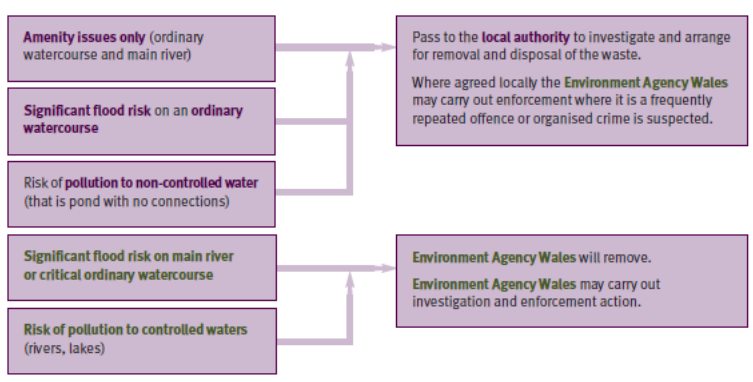 Amenity issues only (ordinary
watercourse and main river)
Significant flood risk on an ordinary
watercourse
Risk of pollution to non-controlled water
(that is pond with no connections)
Significant flood risk on main river
or critical ordinary watercourse
Risk of pollution to controlled waters
(rivers, lakes)
Pass to the local authority to investigate and arrange
for removal and disposal of the waste.
Where agreed locally the Environment Agency Wales
may carry out enforcement where it is a frequently
repeated offence or organised crime is suspected.
Environment Agency Wales will remove.
Environment Agency Wales may carry out
investigation and enforcement action.